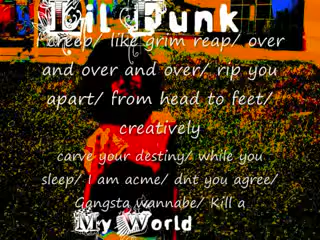 Lil Punk
I creep/ like grim reap/ over
and over and over/ rip you
apart/ from head to feet/
creatively
carve your destiny/ while you
sleep/ I am acme/ dnt you agree/
Gangsta wannabe/ Kill a
My World